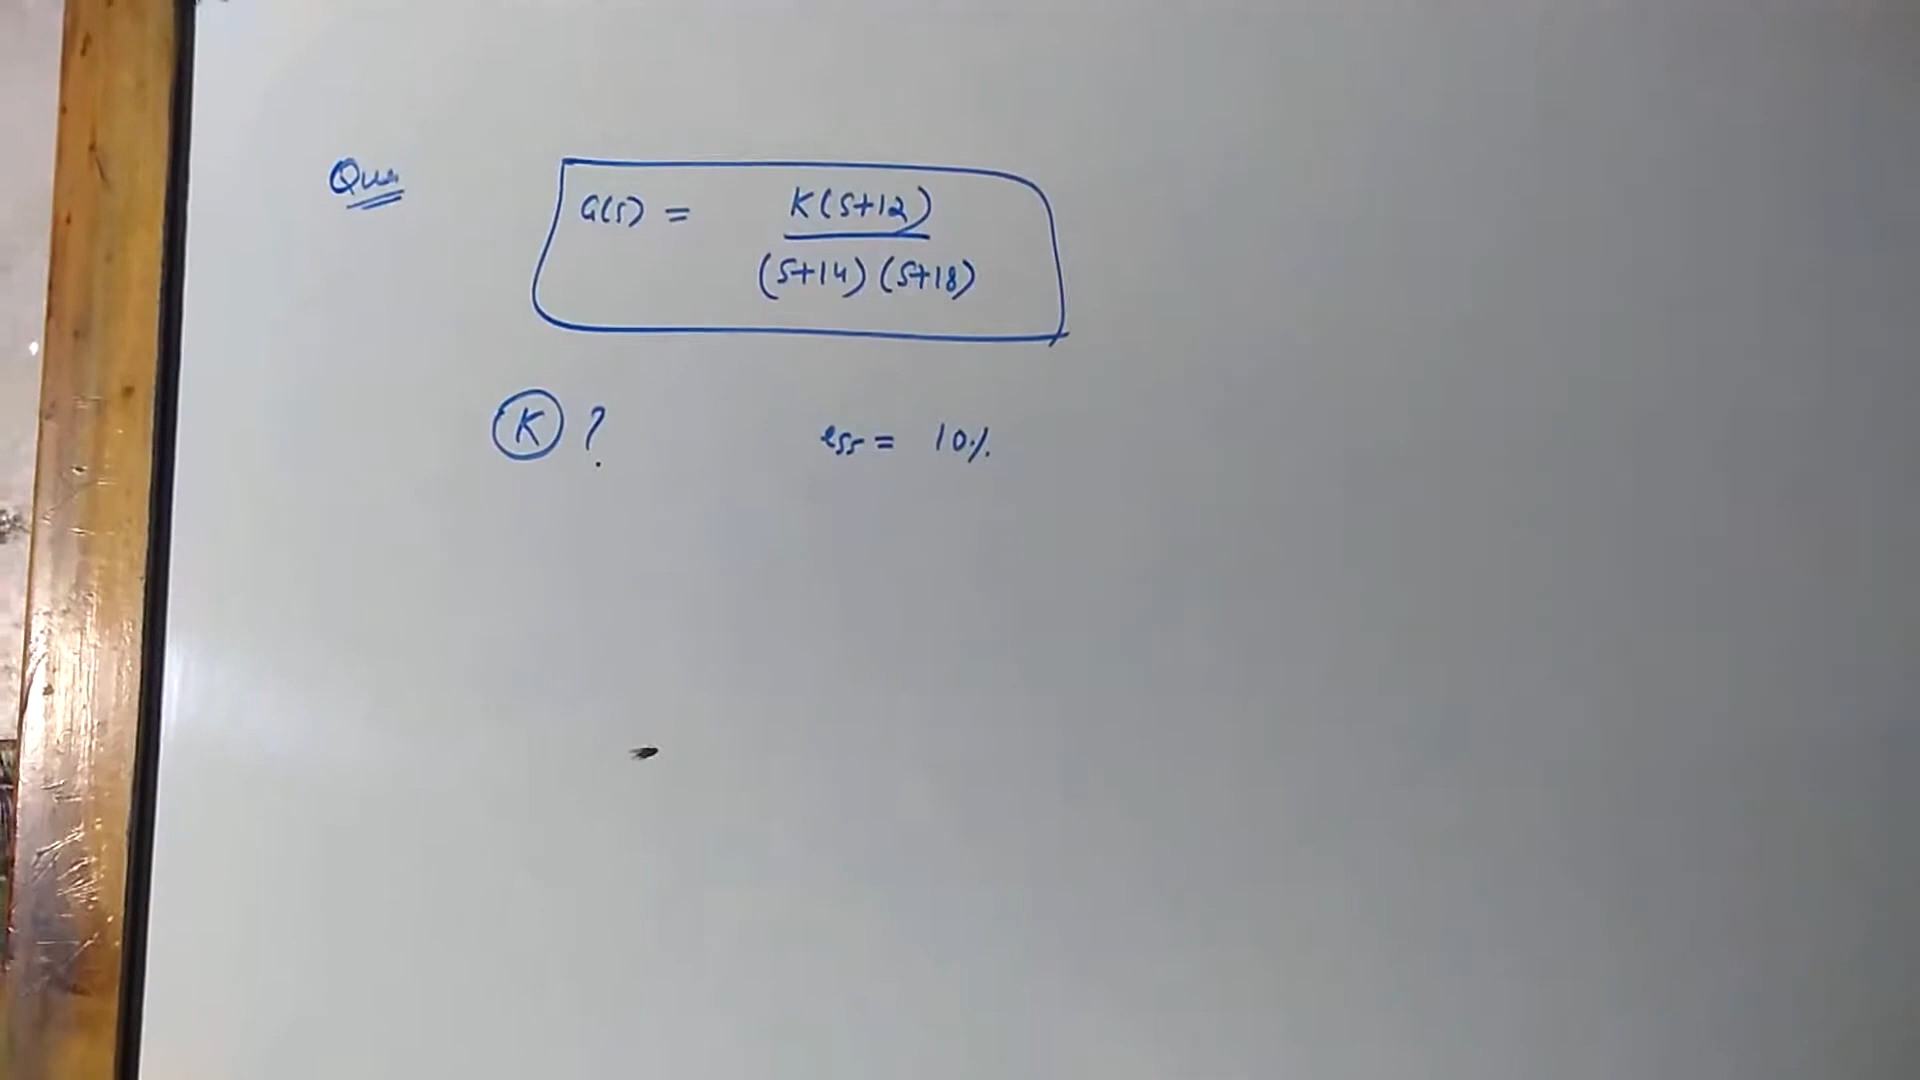 Que
G(s) = K(S+12)
(S+14) (S+18)
K ? ess = 10%